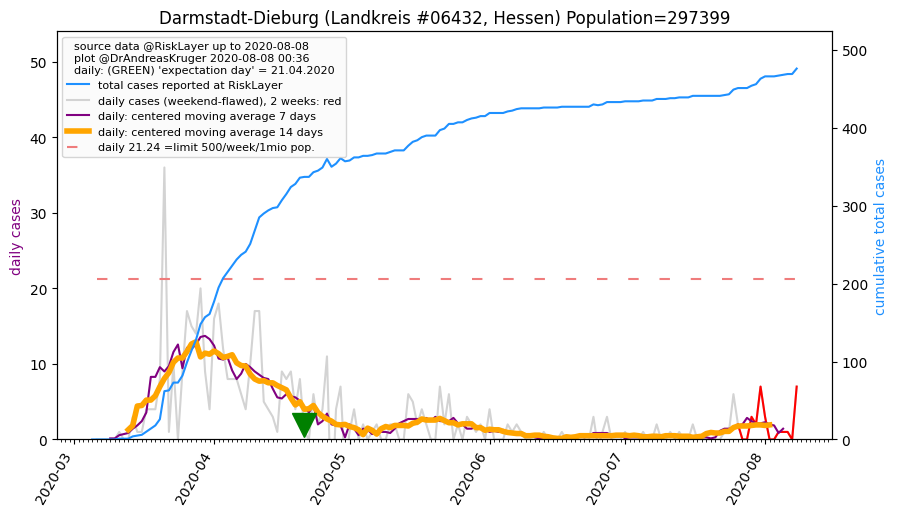 Darmstadt-Dieburg (Landkreis #06432, Hessen) Population=297399
source data @RiskLayer up to 2020-08-08
plot @DrAndreasKruger 2020-08-08 00:36
daily: (GREEN) 'expectation day' = 21.04.2020
total cases reported at RiskLayer
daily cases (weekend-flawed), 2 weeks: red
daily: centered moving average 7 days
daily: centered moving average 14 days
daily 21.24 =limit 500/week/1mio pop.
daily cases
0
10
20
30
40
50
cumulative total cases
0
100
200
300
400
500
2020-03
2020-04
2020-05
2020-06
2020-07
2020-08